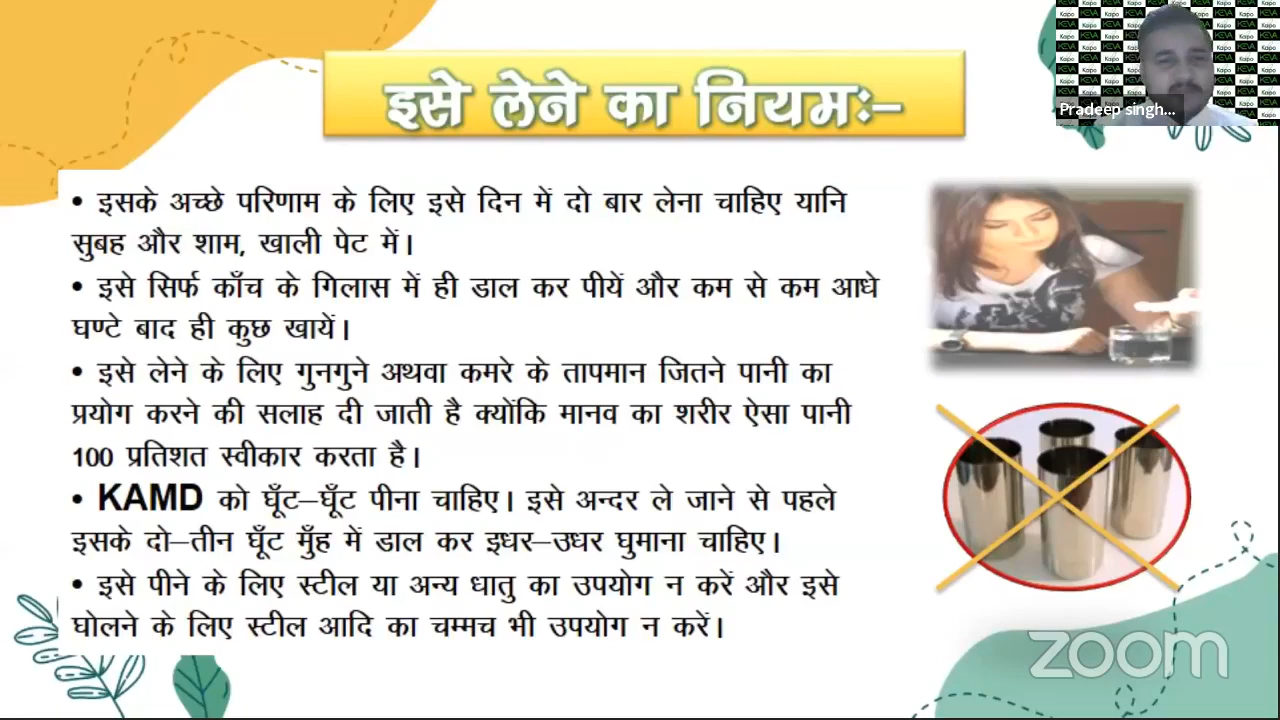 इसे लेने का नियमः–
Pradeep singh...
• इसके अच्छे परिणाम के लिए इसे दिन में दो बार लेना चाहिए यानि
सुबह और शाम, खाली पेट में।
• इसे सिर्फ काँच के गिलास में ही डाल कर पीयें और कम से कम आधे
घण्टे बाद ही कुछ खायें।
• इसे लेने के लिए गुनगुने अथवा कमरे के तापमान जितने पानी का
प्रयोग करने की सलाह दी जाती है क्योंकि मानव का शरीर ऐसा पानी
100 प्रतिशत स्वीकार करता है।
• KAMD को घूँट–घूँट पीना चाहिए। इसे अन्दर ले जाने से पहले
इसके दो–तीन घूँट मुँह में डाल कर इधर–उधर घुमाना चाहिए।
• इसे पीने के लिए स्टील या अन्य धातु का उपयोग न करें और इसे
घोलने के लिए स्टील आदि का चम्मच भी उपयोग न करें।
zoom